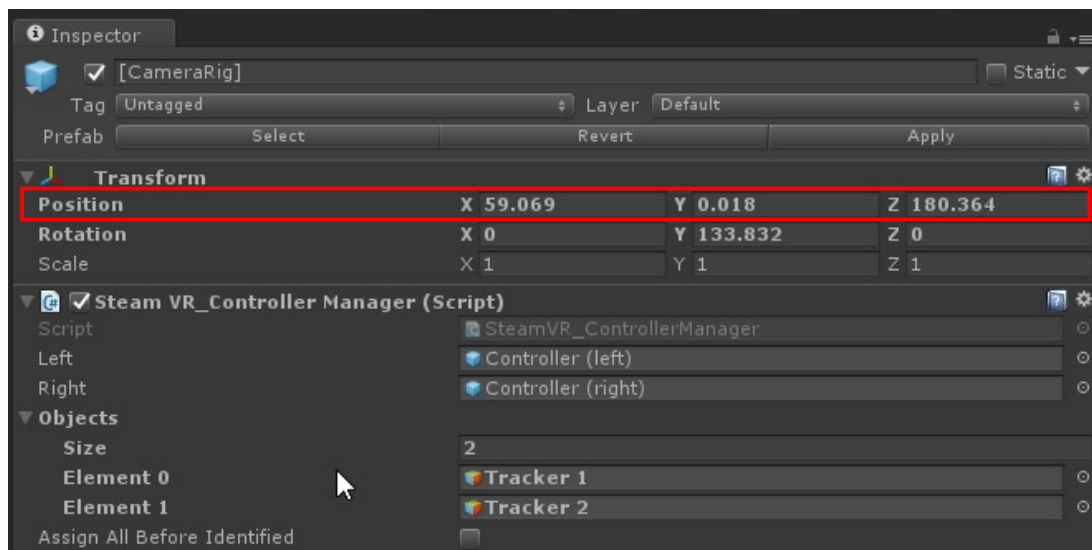 Inspector
[CameraRig] Static
Tag Untagged Layer Default
Prefab Select Revert Apply
Transform
Position X 59.069 Y 0.018 Z 180.364
Rotation X 0 Y 133.832 Z 0
Scale X 1 Y 1 Z 1
Steam VR_Controller Manager (Script)
Script SteamVR_ControllerManager
Left Controller (left)
Right Controller (right)
Objects
Size 2
Element 0 Tracker 1
Element 1 Tracker 2
Assign All Before Identified